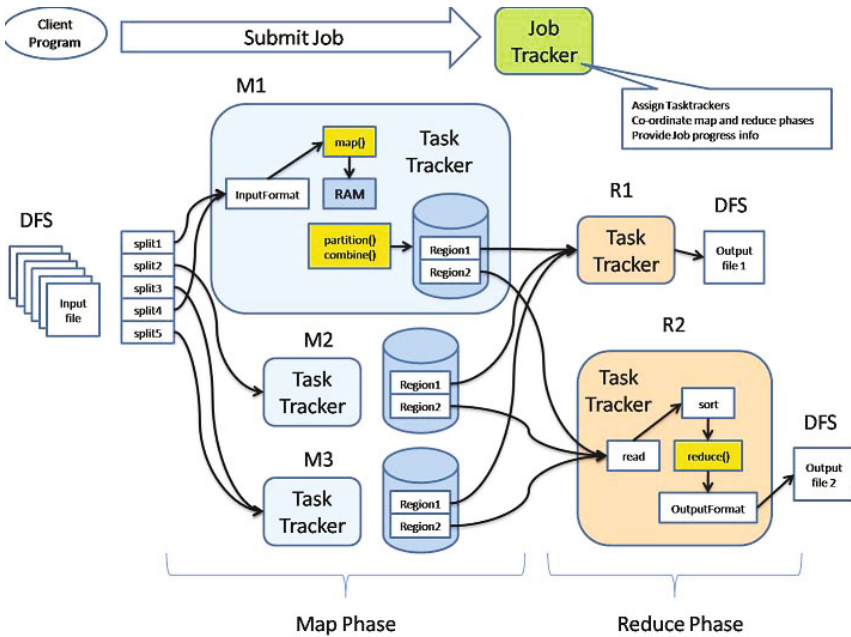 Client
Program
Submit Job
Job
Tracker
Assign Tasktrackers
Co-ordinate map and reduce phases
Provide Job progress info
M1
map()
Task
Tracker
InputFormat
RAM
partition()
combine()
Region1
Region2
DFS
Input
file
split1
split2
split3
split4
split5
R1
Task
Tracker
DFS
Output
file 1
M2
Task
Tracker
Region1
Region2
M3
Task
Tracker
Region1
Region2
R2
Task
Tracker
sort
read
reduce()
OutputFormat
DFS
Output
file 2
Map Phase
Reduce Phase